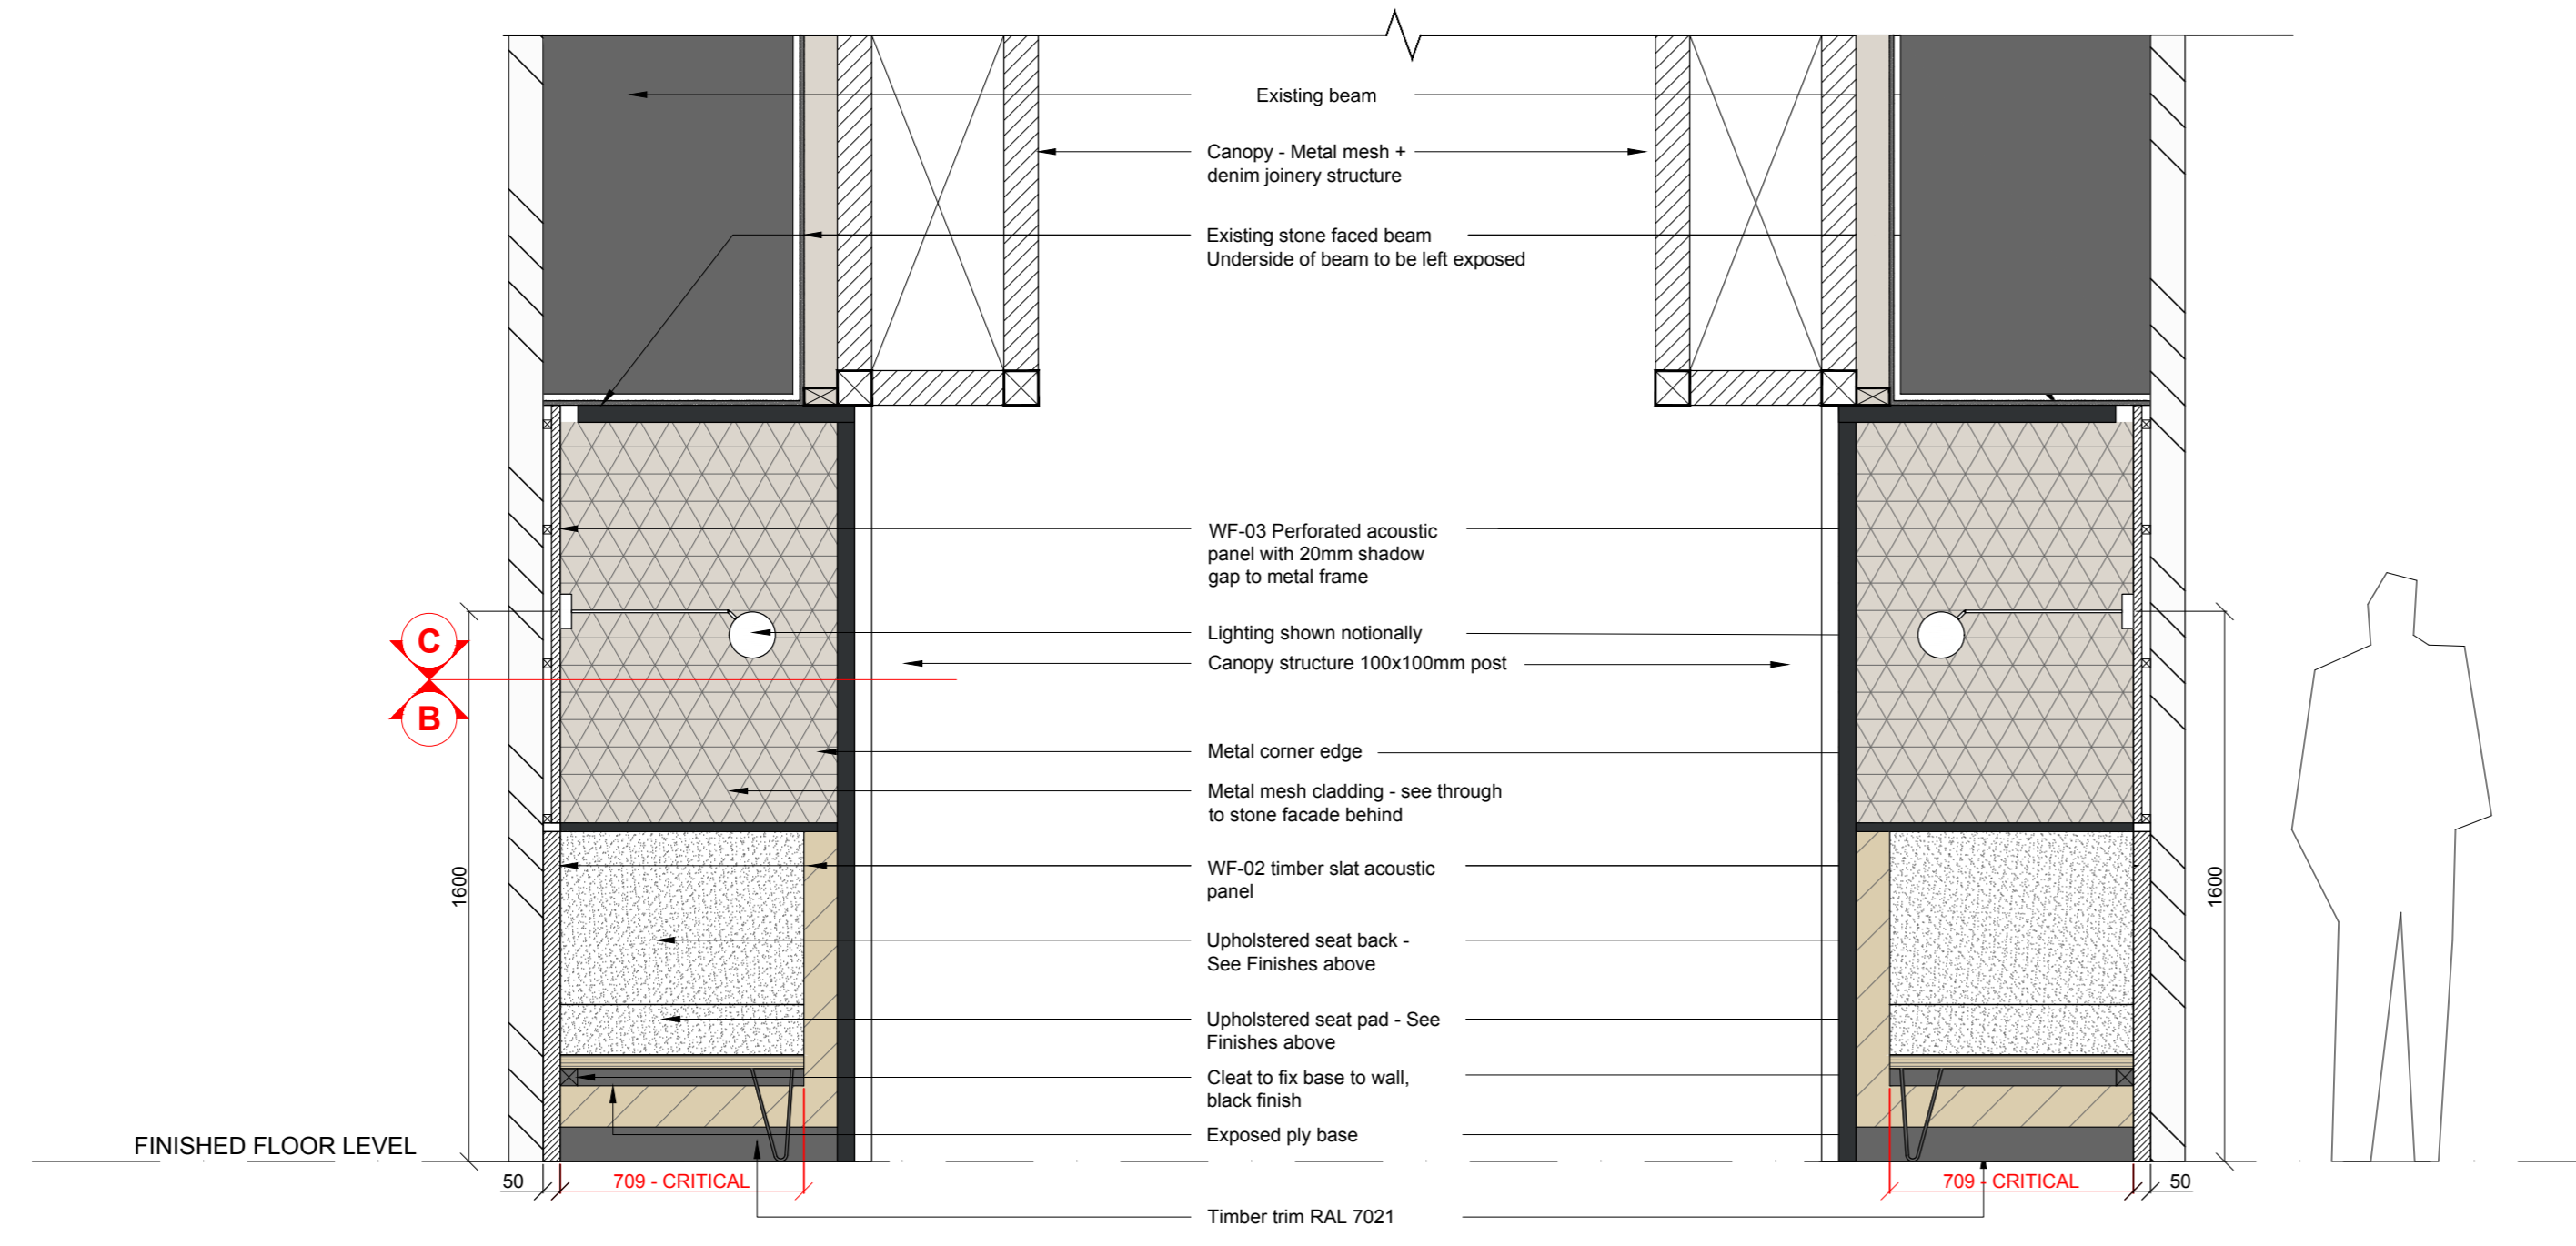 Existing beam
Canopy - Metal mesh +
denim joinery structure
Existing stone faced beam
Underside of beam to be left exposed
WF-03 Perforated acoustic
panel with 20mm shadow
gap to metal frame
Lighting shown notionally
C
Canopy structure 100x100mm post
B
Metal corner edge
Metal mesh cladding - see through
to stone facade behind
1600
WF-02 timber slat acoustic
panel
1600
Upholstered seat back -
See Finishes above
Upholstered seat pad - See
Finishes above
Cleat to fix base to wall,
black finish
Exposed ply base
FINISHED FLOOR LEVEL
50
709 - CRITICAL
709 - CRITICAL
50
Timber trim RAL 7021